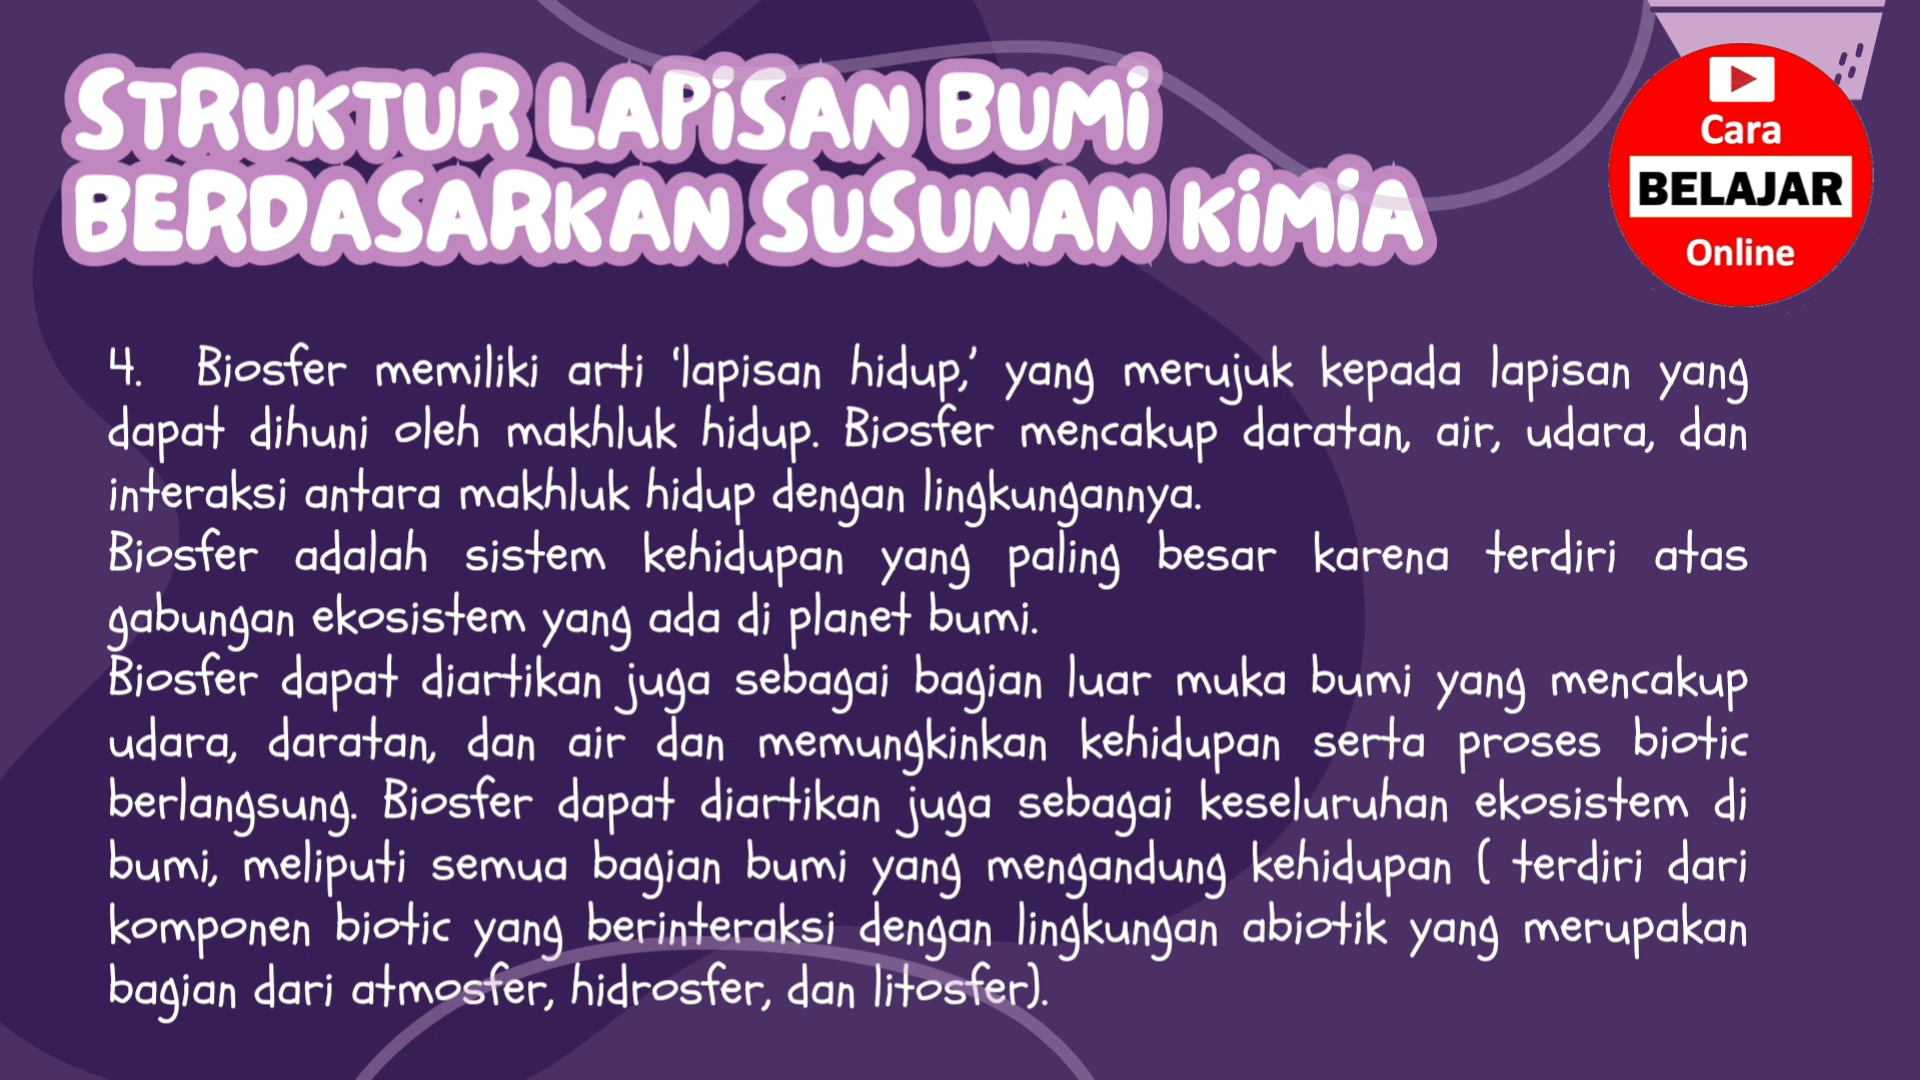 STRUKTUR LAPISAN BUMI
BERDASARKAN SUSUNAN KIMIA
Cara
BELAJAR
Online
4. Biosfer memiliki arti ‘lapisan hidup,’ yang merujuk kepada lapisan yang
dapat dihuni oleh makhluk hidup. Biosfer mencakup daratan, air, udara, dan
interaksi antara makhluk hidup dengan lingkungannya.
Biosfer adalah sistem kehidupan yang paling besar karena terdiri atas
gabungan ekosistem yang ada di planet bumi.
Biosfer dapat diartikan juga sebagai bagian luar muka bumi yang mencakup
udara, daratan, dan air dan memungkinkan kehidupan serta proses biotic
berlangsung. Biosfer dapat diartikan juga sebagai keseluruhan ekosistem di
bumi, meliputi semua bagian bumi yang mengandung kehidupan ( terdiri dari
komponen biotic yang berinteraksi dengan lingkungan abiotik yang merupakan
bagian dari atmosfer, hidrosfer, dan litosfer).